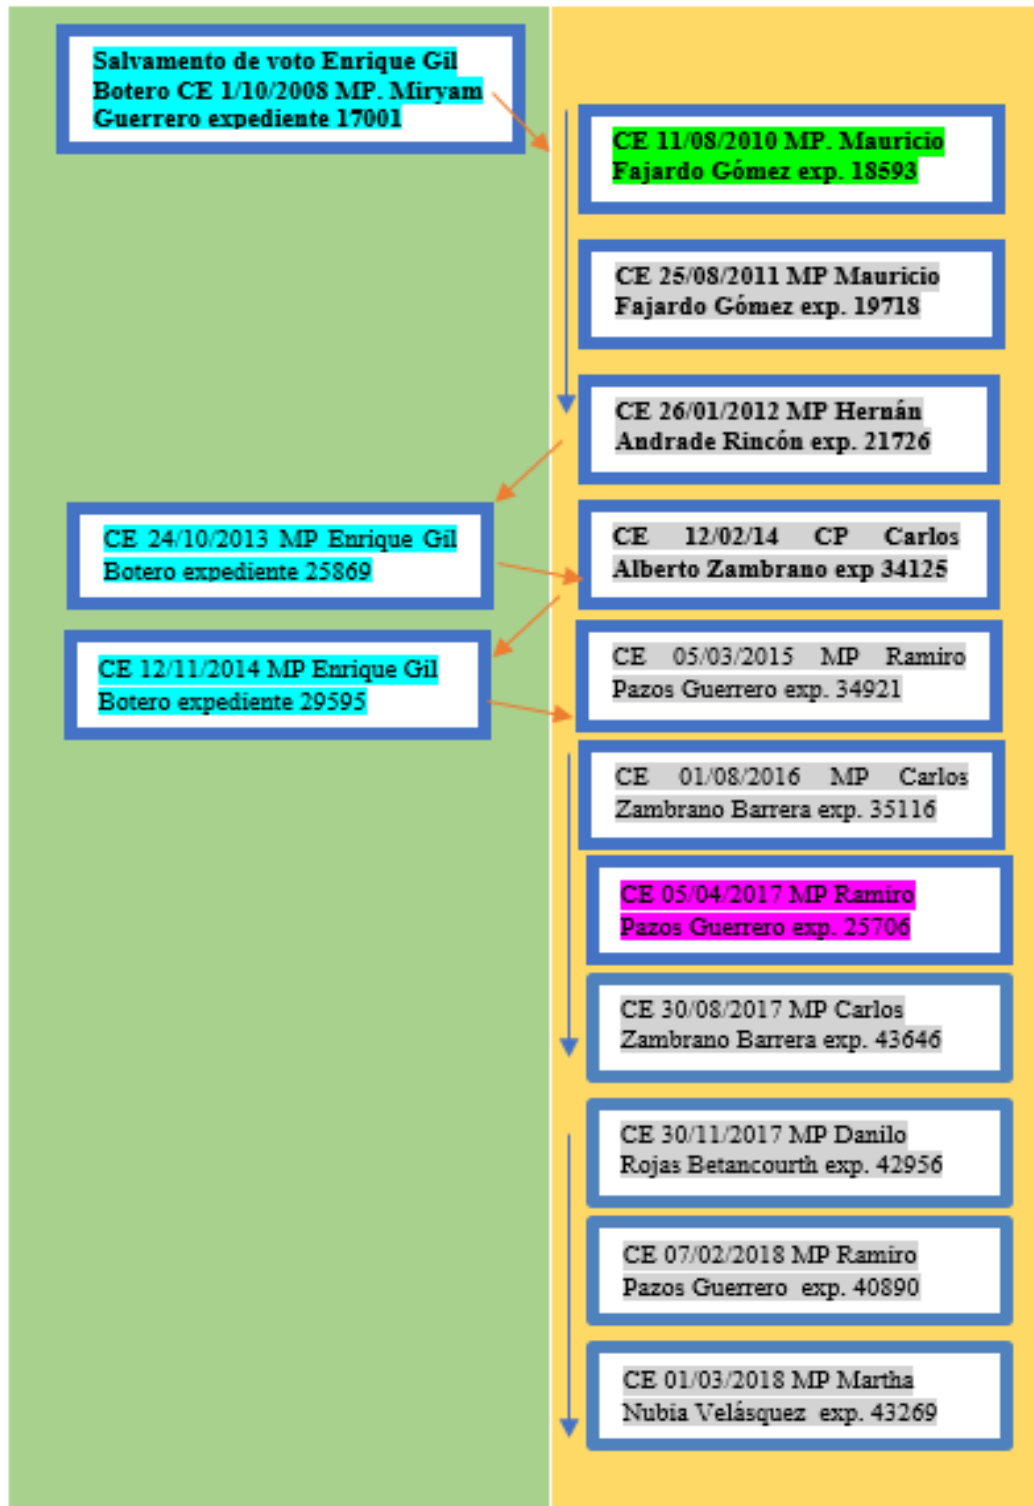 Salvamento de voto Enrique Gil
Botero CE 1/10/2008 MP. Miryam
Guerrero expediente 17001
CE 11/08/2010 MP. Mauricio
Fajardo Gómez exp. 18593
CE 25/08/2011 MP Mauricio
Fajardo Gómez exp. 19718
CE 26/01/2012 MP Hernán
Andrade Rincón exp. 21726
CE 24/10/2013 MP Enrique Gil
Botero expediente 25869
CE 12/02/14 CP Carlos
Alberto Zambrano exp 34125
CE 12/11/2014 MP Enrique Gil
Botero expediente 29595
CE 05/03/2015 MP Ramiro
Pazos Guerrero exp. 34921
CE 01/08/2016 MP Carlos
Zambrano Barrera exp. 35116
CE 05/04/2017 MP Ramiro
Pazos Guerrero exp. 25706
CE 30/08/2017 MP Carlos
Zambrano Barrera exp. 43646
CE 30/11/2017 MP Danilo
Rojas Betancourth exp. 42956
CE 07/02/2018 MP Ramiro
Pazos Guerrero exp. 40890
CE 01/03/2018 MP Martha
Nubia Velásquez exp. 43269